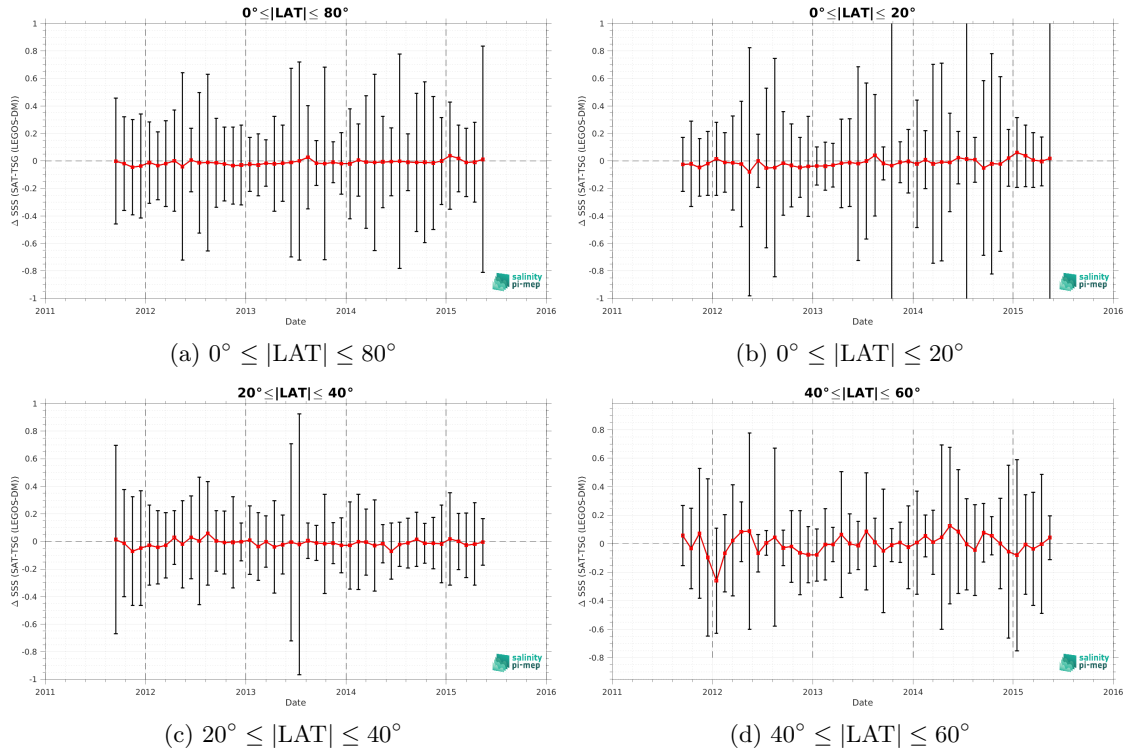 0°≤|LAT|≤ 80°
1
0.8
0.6
0.4
0.2
0
-0.2
-0.4
-0.6
-0.8
-1
Δ SSS (SAT-TSG (LEGOS-DM))
2011 2012 2013 2014 2015 2016
Date
salinity
pi-mep
(a) 0° ≤ |LAT| ≤ 80°
0°≤|LAT|≤ 20°
1
0.8
0.6
0.4
0.2
0
-0.2
-0.4
-0.6
-0.8
-1
Δ SSS (SAT-TSG (LEGOS-DM))
2011 2012 2013 2014 2015 2016
Date
salinity
pi-mep
(b) 0° ≤ |LAT| ≤ 20°
20°≤|LAT|≤ 40°
1
0.8
0.6
0.4
0.2
0
-0.2
-0.4
-0.6
-0.8
-1
Δ SSS (SAT-TSG (LEGOS-DM))
2011 2012 2013 2014 2015 2016
Date
salinity
pi-mep
(c) 20° ≤ |LAT| ≤ 40°
40°≤|LAT|≤ 60°
0.8
0.6
0.4
0.2
0
-0.2
-0.4
-0.6
-0.8
Δ SSS (SAT-TSG (LEGOS-DM))
2011 2012 2013 2014 2015 2016
Date
salinity
pi-mep
(d) 40° ≤ |LAT| ≤ 60°